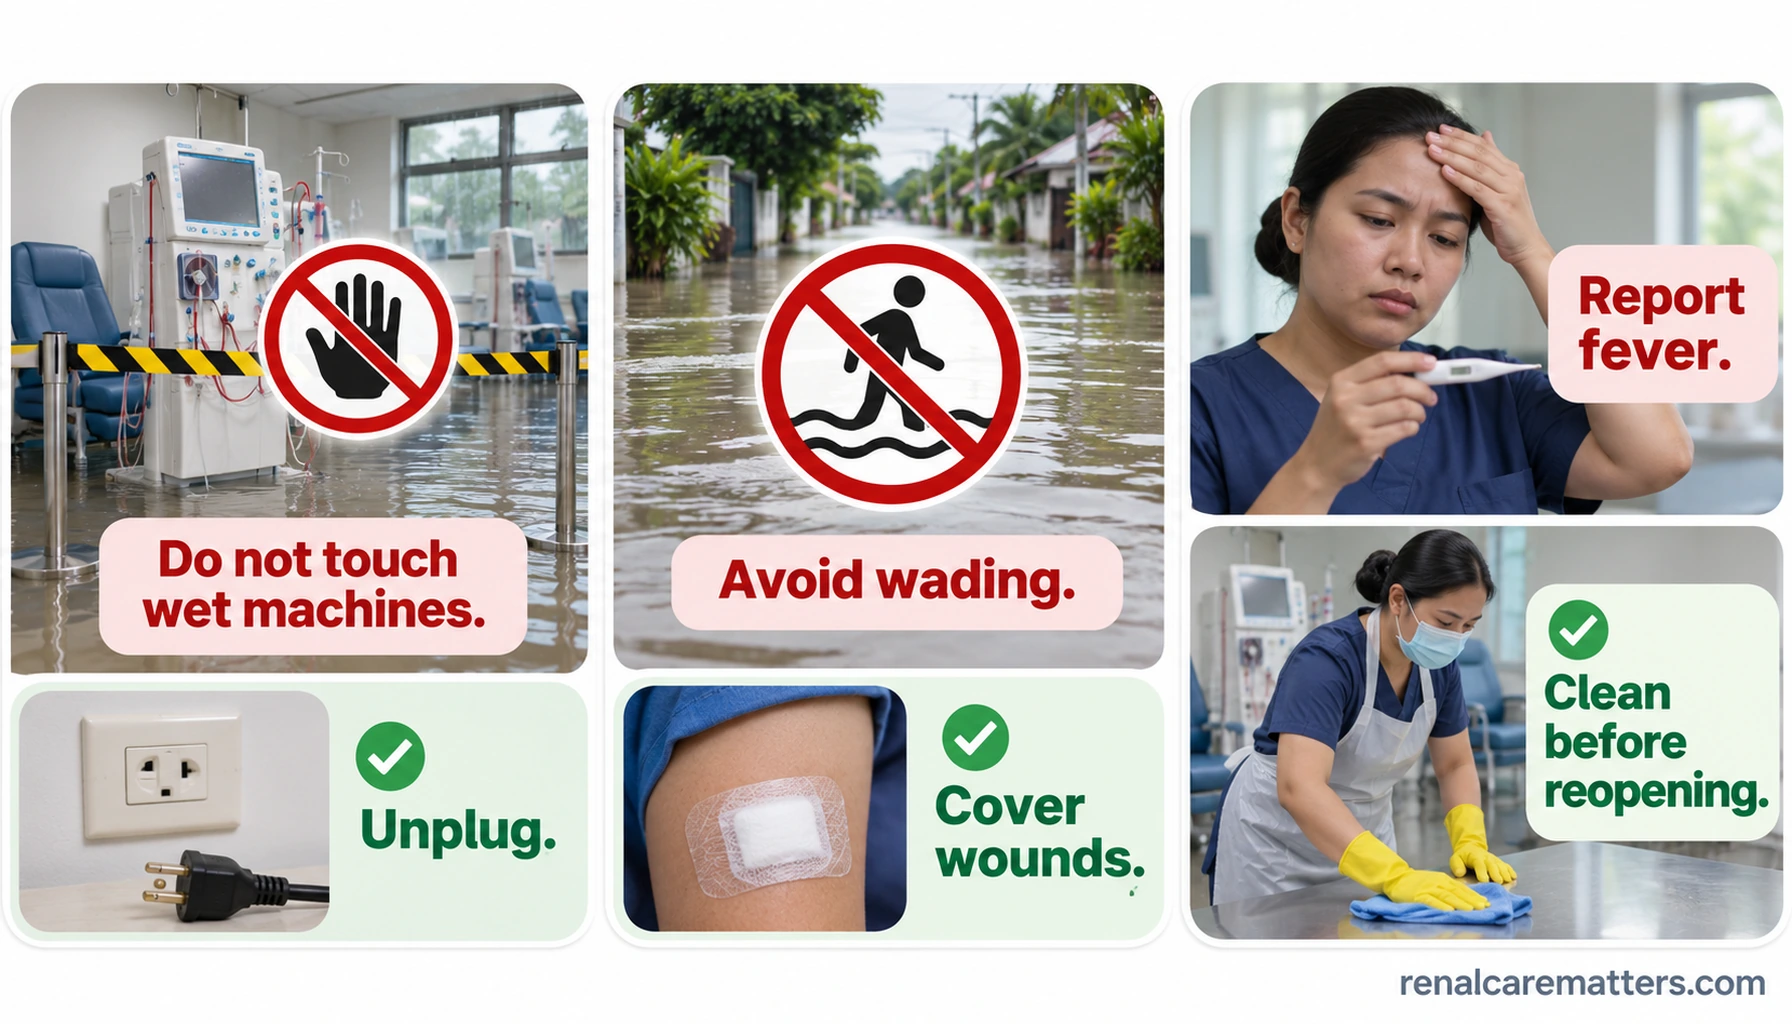 Do not touch
wet machines.
Unplug.
Avoid wading.
Cover
wounds.
Report
fever.
Clean
before
reopening.
renalcarematters.com